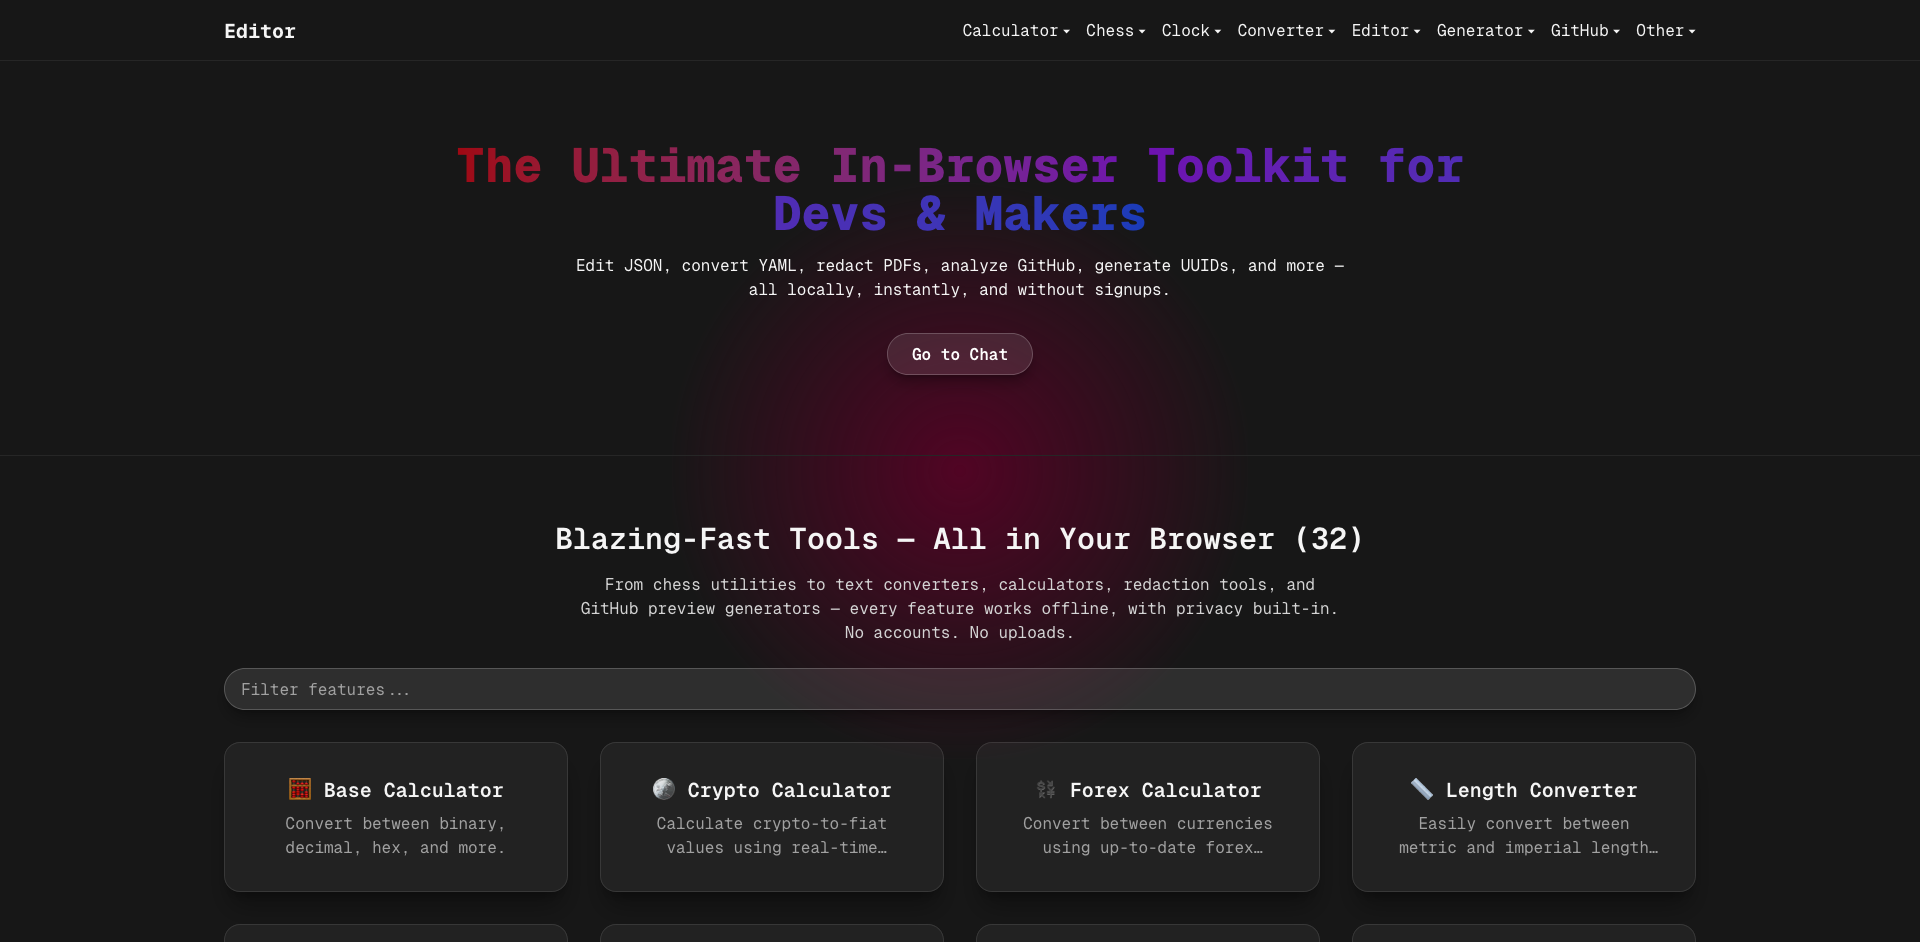 Editor
Calculator Chess Clock Converter Editor Generator GitHub Other
The Ultimate In-Browser Toolkit for
Devs & Makers
Edit JSON, convert YAML, redact PDFs, analyze GitHub, generate UUIDs, and more —
all locally, instantly, and without signups.
Go to Chat
Blazing-Fast Tools — All in Your Browser (32)
From chess utilities to text converters, calculators, redaction tools, and
GitHub preview generators — every feature works offline, with privacy built-in.
No accounts. No uploads.
Filter features...
Base Calculator
Convert between binary,
decimal, hex, and more.
Crypto Calculator
Calculate crypto-to-fiat
values using real-time…
Forex Calculator
Convert between currencies
using up-to-date forex…
Length Converter
Easily convert between
metric and imperial length…